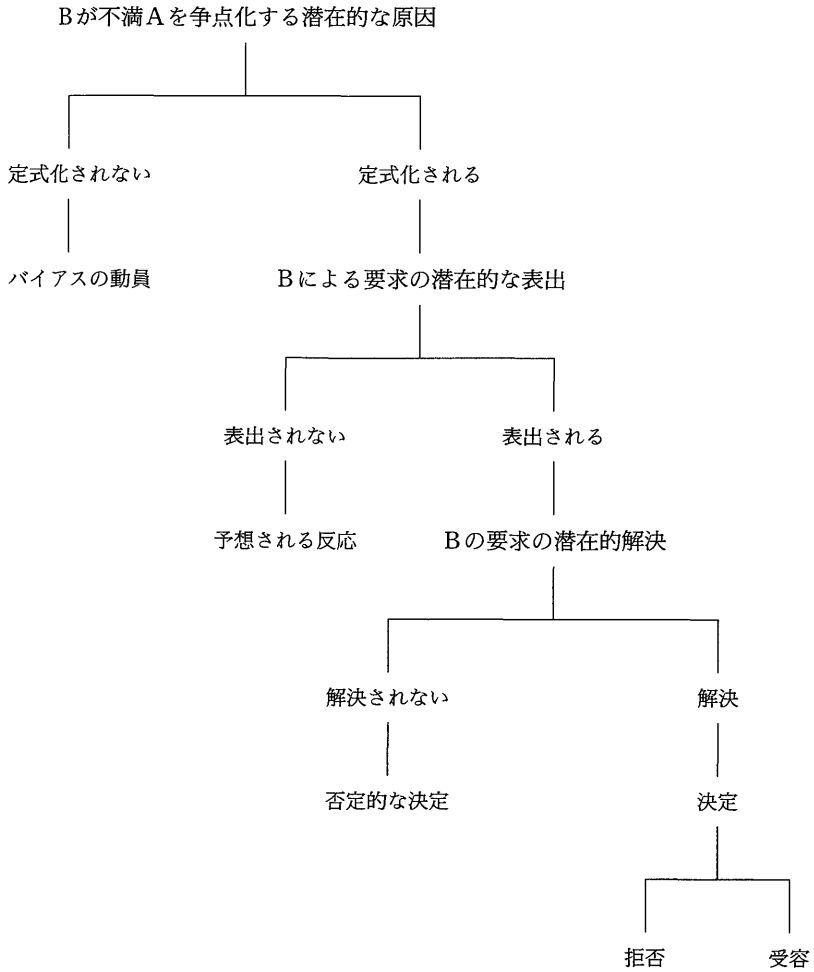 Bが不満Aを争点化する潜在的な原因
定式化されない
定式化される
バイアスの動員
Bによる要求の潜在的な表出
表出されない
表出される
予想される反応
Bの要求の潜在的解決
解決されない
解決
否定的な決定
決定
拒否
受容